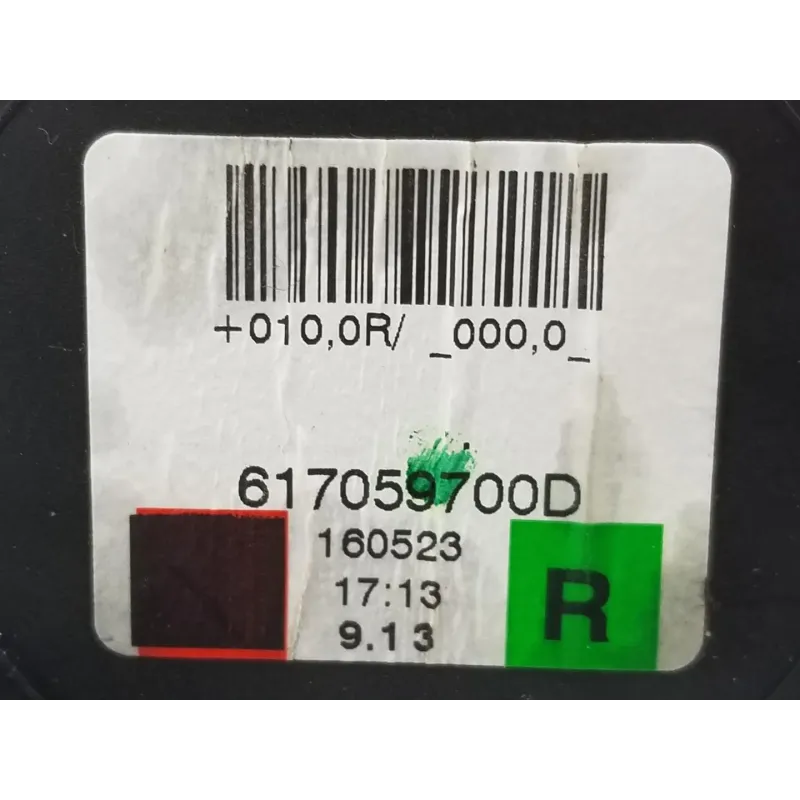 +010,0R/ _000,0_
617059700D
160523
17:13
9.13
R